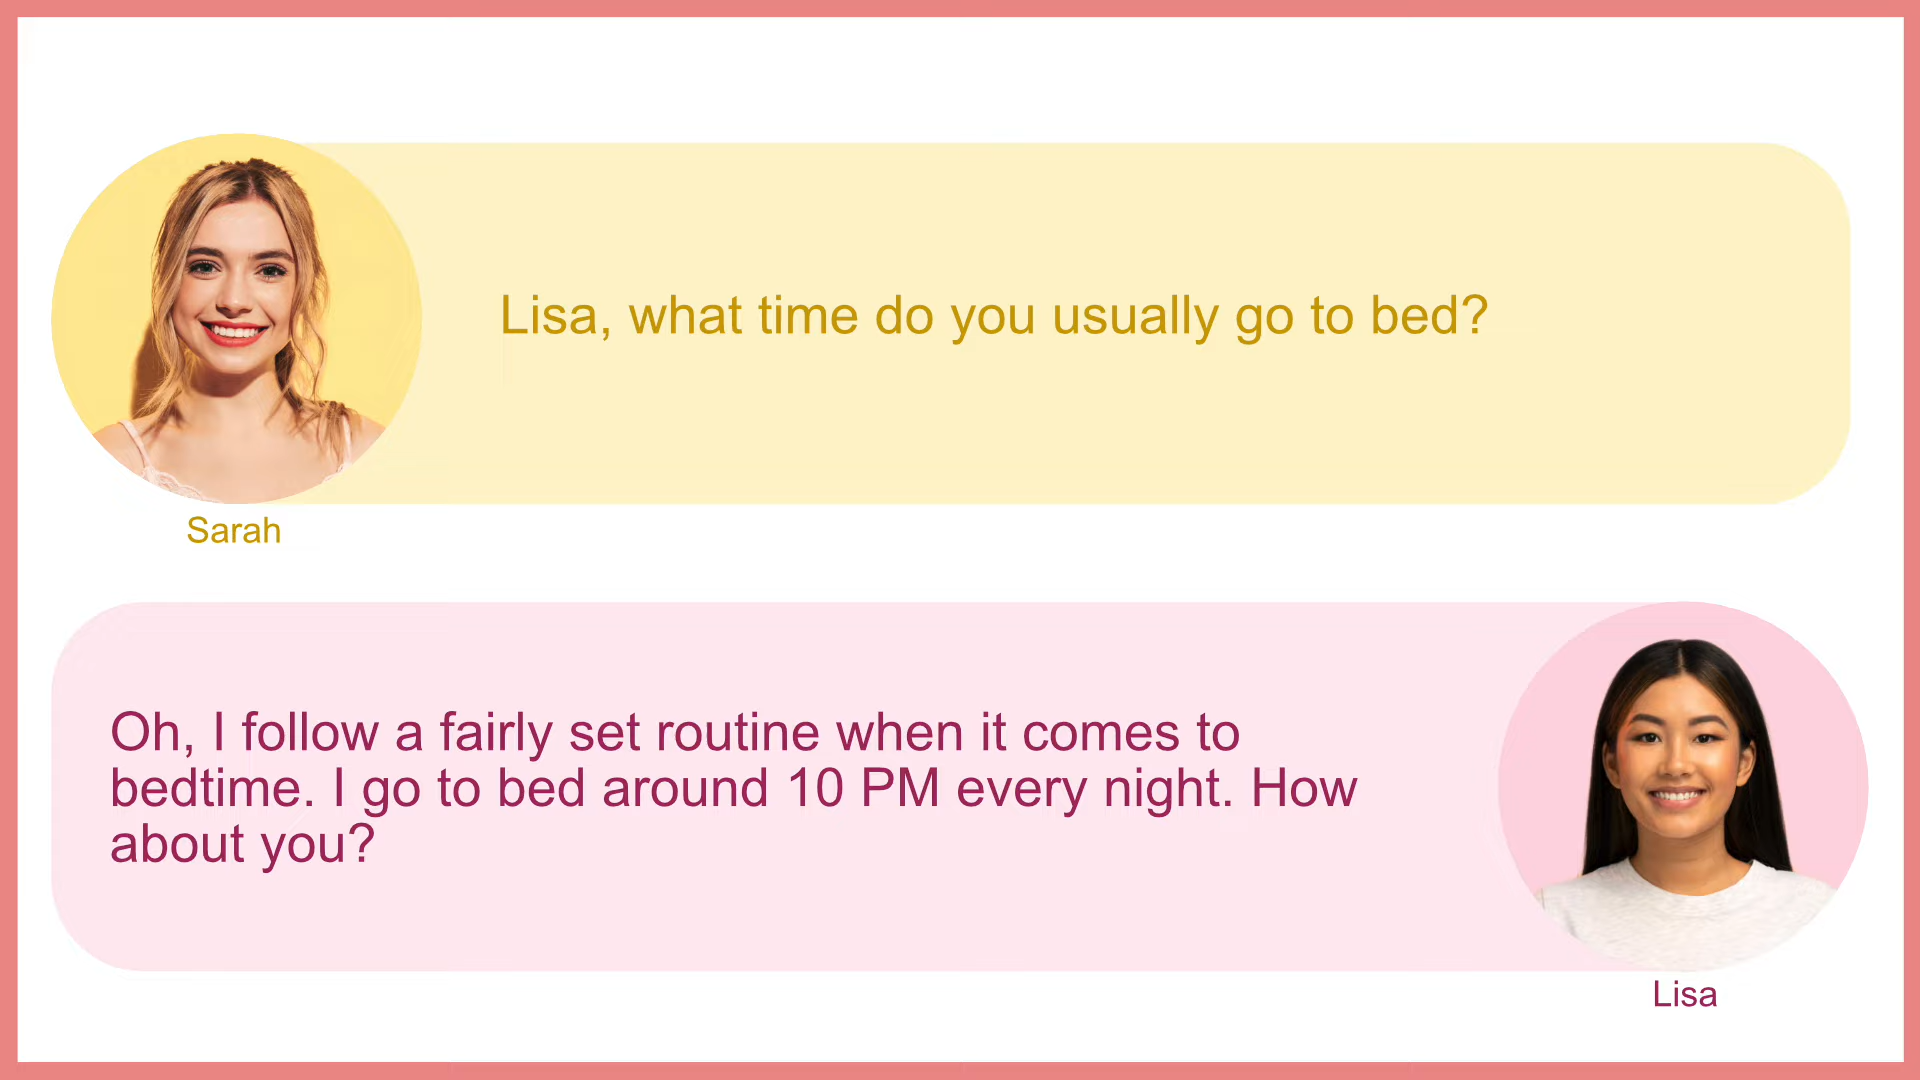 Lisa, what time do you usually go to bed?
Sarah
Oh, I follow a fairly set routine when it comes to
bedtime. I go to bed around 10 PM every night. How
about you?
Lisa